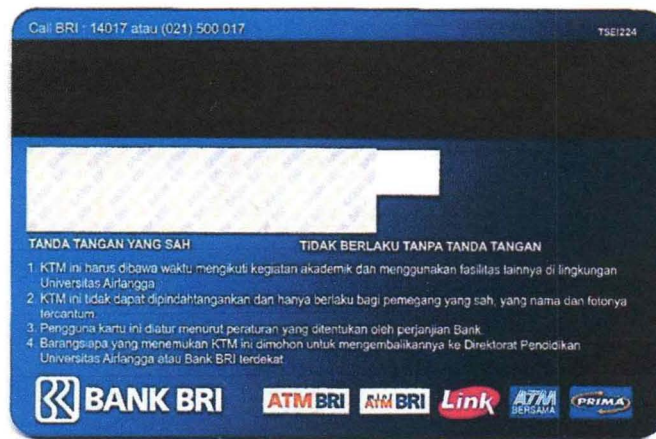 Call BRI : 14017 atau (021) 500 017
TSEI224
TANDA TANGAN YANG SAH
TIDAK BERLAKU TANPA TANDA TANGAN
1. KTM ini harus dibawa waktu mengikuti kegiatan akademik dan menggunakan fasilitas lainnya di lingkungan
Universitas Airlangga
2. KTM ini tidak dapat dipindahtangankan dan hanya berlaku bagi pemegang yang sah, yang nama dan fotonya
tercantum.
3. Pengguna kartu ini diatur menurut peraturan yang ditentukan oleh perjanjian Bank.
4. Barangsiapa yang menemukan KTM ini dimohon untuk mengembalikannya ke Direktorat Pendidikan
Universitas Airlangga atau Bank BRI terdekat
BANK BRI ATM BRI ATM BRI Link ATM BERSAMA PRIMA